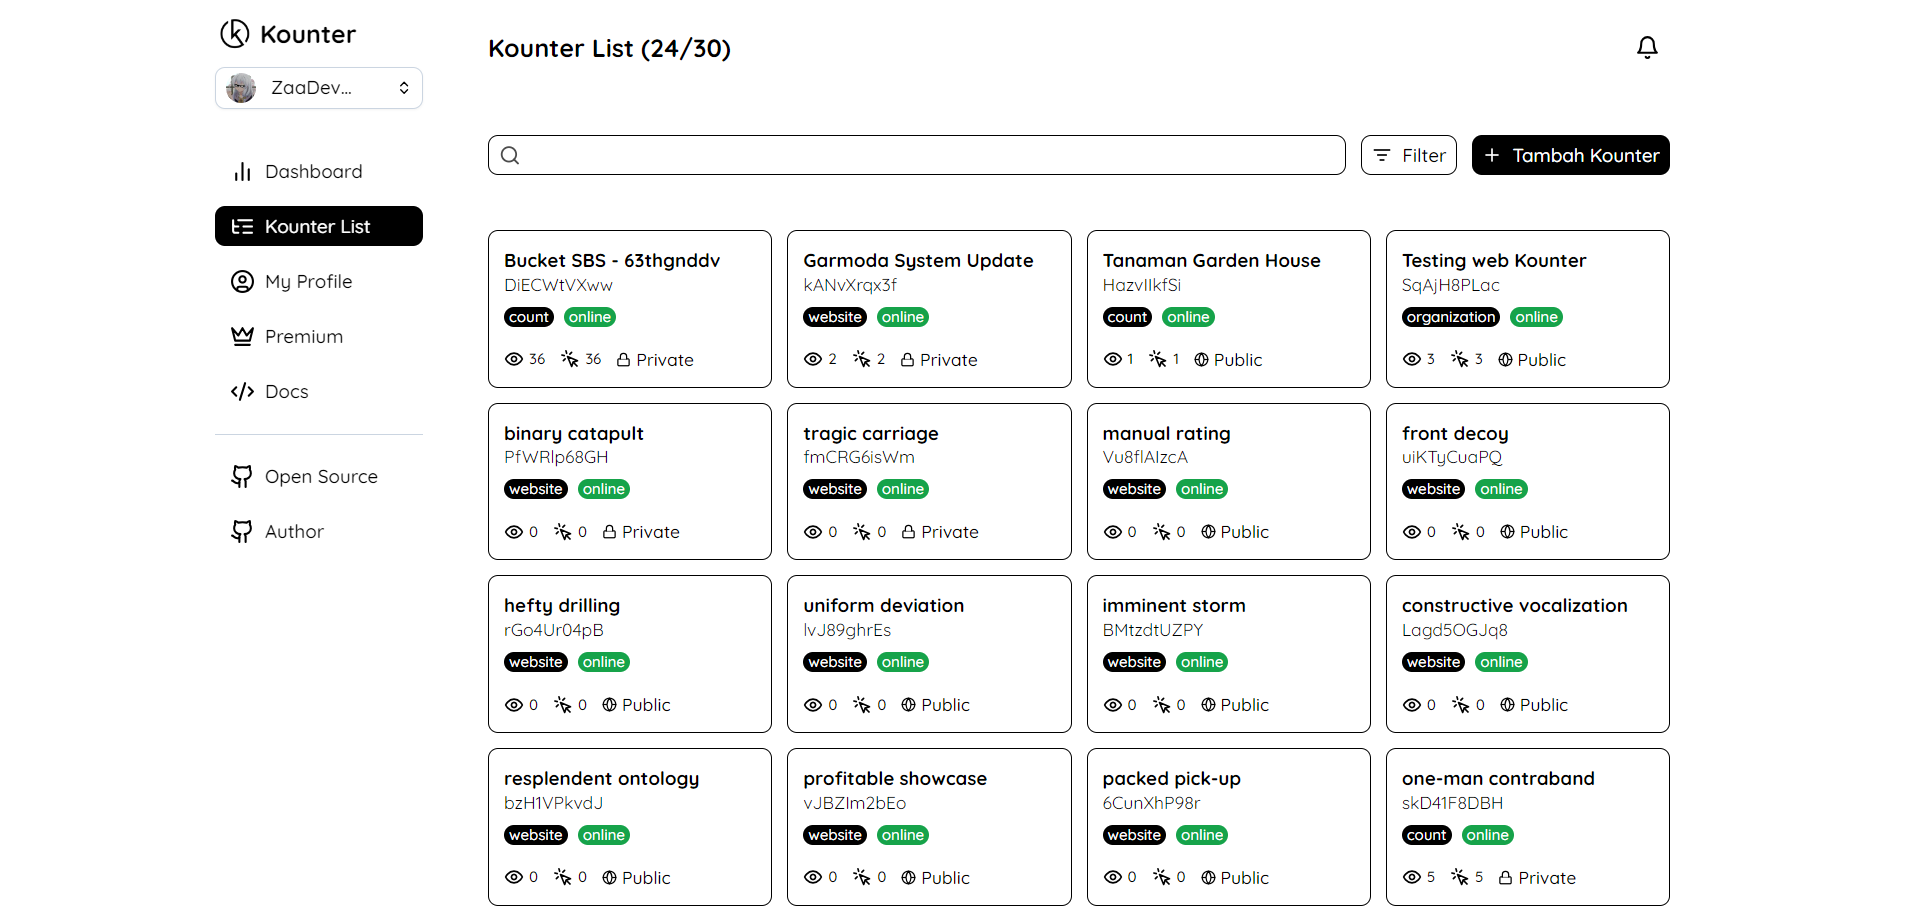 Kounter
ZaaDev...
Dashboard
Kounter List
My Profile
Premium
Docs
Open Source
Author
Kounter List (24/30)
Filter
Tambah Kounter
Bucket SBS - 63thgnddv
DiECWtVXww
count online
36 36 Private
Garmoda System Update
kANvXrqx3f
website online
2 2 Private
Tanaman Garden House
HazvIIkfSi
count online
1 1 Public
Testing web Kounter
SqAjH8PLac
organization online
3 3 Public
binary catapult
PfWRlp68GH
website online
0 0 Private
tragic carriage
fmCRG6isWm
website online
0 0 Private
manual rating
Vu8flAIzcA
website online
0 0 Public
front decoy
uiKTyCuaPQ
website online
0 0 Public
hefty drilling
rGo4Ur04pB
website online
0 0 Public
uniform deviation
lvJ89ghrEs
website online
0 0 Public
imminent storm
BMtzdtUZPY
website online
0 0 Public
constructive vocalization
Lagd5OGJq8
website online
0 0 Public
resplendent ontology
bzH1VPkvdJ
website online
0 0 Public
profitable showcase
vJBZIm2bEo
website online
0 0 Public
packed pick-up
6CunXhP98r
website online
0 0 Public
one-man contraband
skD41F8DBH
count online
5 5 Private